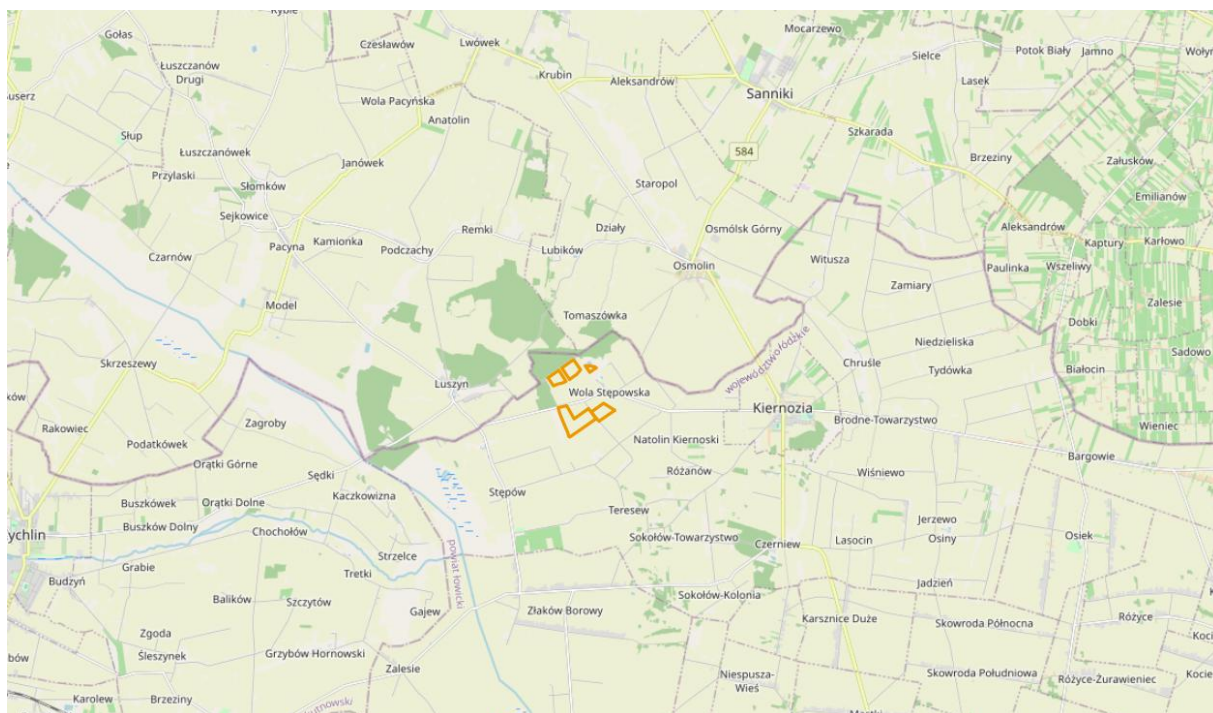 Gołas
Czesławów
Lwówek
Mocarzewo
Sielce
Potok Biały
Jamno
Łuszczanów
Drugi
Krubin
Aleksandrów
Lasek
Sanniki
Wola Pacyńska
Anatolin
Słup
Szkarada
584
Łuszczanówek
Janówek
Brzeziny
Załusków
Przylaski
Słomków
Staropol
Emilianów
Sejkowice
Remki
Działy
Osmólsk Górny
Aleksandrów
Kamionka
Pacyna
Podczachy
Lubików
Kaptury
Karłowo
Czarnów
Osmolin
Witusza
Paulinka
Wszeliwy
Zamiary
Model
Zalesie
Tomaszówka
Dobki
Niedzieliska
Sadowo
Skrzeszewy
województwo
łódzkie
Chruśle
Tydówka
Białocin
Luszyn
Wola Stępowska
Kiernozia
Zagroby
Brodne-Towarzystwo
Wieniec
Rakowiec
Podatkówek
Natolin Kiernoski
Bargowie
Orątki Górne
Sędki
Różanów
Wiśniewo
Buszkówek
Orątki Dolne
Kaczkowizna
Stępów
Teresew
Buszków Dolny
Chochołów
Jerzewo
Sokołów-Towarzystwo
Czerniew
Lasocin
Osiny
Osiek
ychlin
Strzelce
Grabie
Tretki
powiat łowicki
Budzyń
Jadzień
Balików
Szczytów
Sokołów-Kolonia
Gajew
Złaków Borowy
Karsznice Duże
Różyce
Skowroda Północna
Zgoda
Śleszynek
Grzybów Hornowski
Zalesie
Niespusza-
Wieś
Skowroda Południowa
Różyce-Żurawieniec
Karolew
Brzeziny